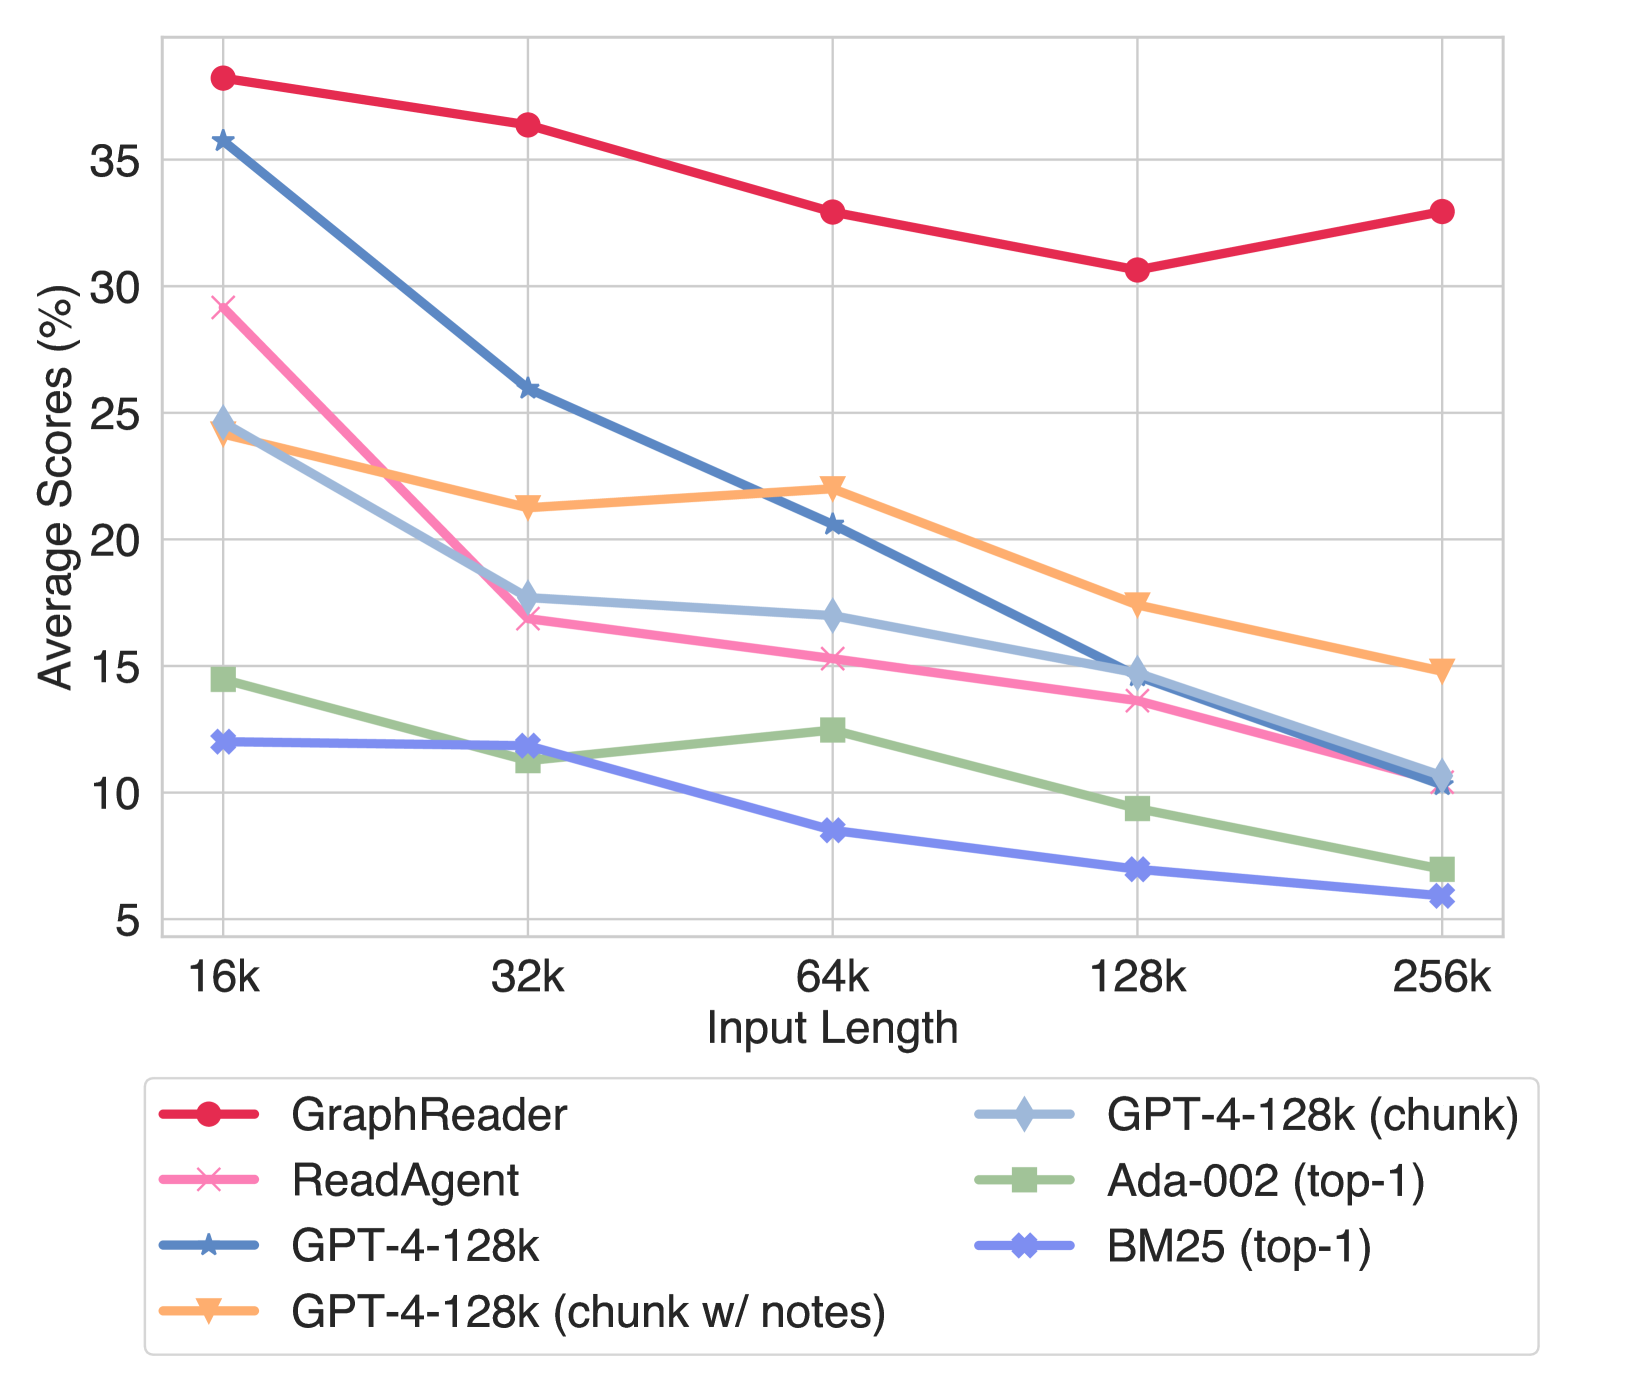 Average Scores (%)
35
30
25
20
15
10
5
16k 32k 64k 128k 256k
Input Length
GraphReader
ReadAgent
GPT-4-128k
GPT-4-128k (chunk w/ notes)
GPT-4-128k (chunk)
Ada-002 (top-1)
BM25 (top-1)